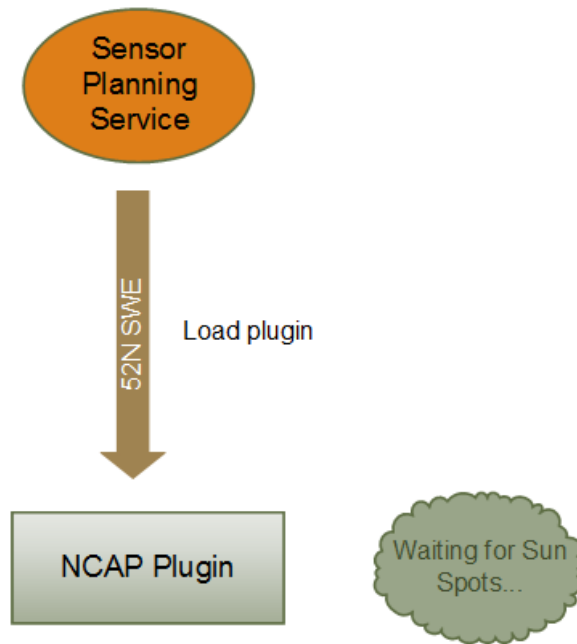 Sensor
Planning
Service
52N SWE
Load plugin
NCAP Plugin
Waiting for Sun
Spots...